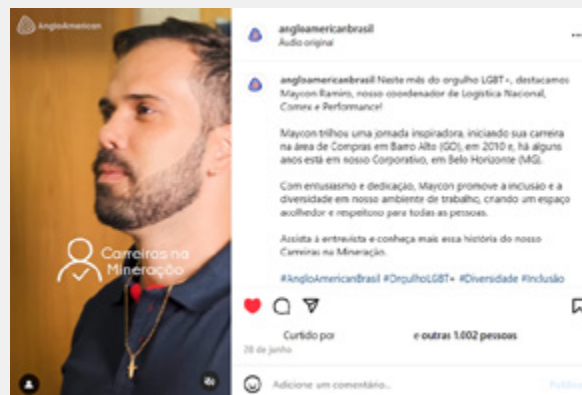 AngloAmerican
Carreiras na
Mineração
angloamericanbrasil
Áudio original
angloamericanbrasil Neste mês do orgulho LGBT+, destacamos
Maycon Ramiro, nosso coordenador de Logística Nacional,
Comex e Performance!
Maycon trilhou uma jornada inspiradora, iniciando sua carreira
na área de Compras em Barro Alto (GO), em 2010 e, há alguns
anos está em nosso Corporativo, em Belo Horizonte (MG).
Com entusiasmo e dedicação, Maycon promove a inclusão e a
diversidade em nosso ambiente de trabalho, criando um espaço
acolhedor e respeitoso para todas as pessoas.
Assista à entrevista e conheça mais essa história do nosso
Carreiras na Mineração.
#AngloAmericanBrasil #OrgulhoLGBT+ #Diversidade #Inclusão
Curtido por e outras 1.002 pessoas
28 de junho
Adicione um comentário...
Publicar